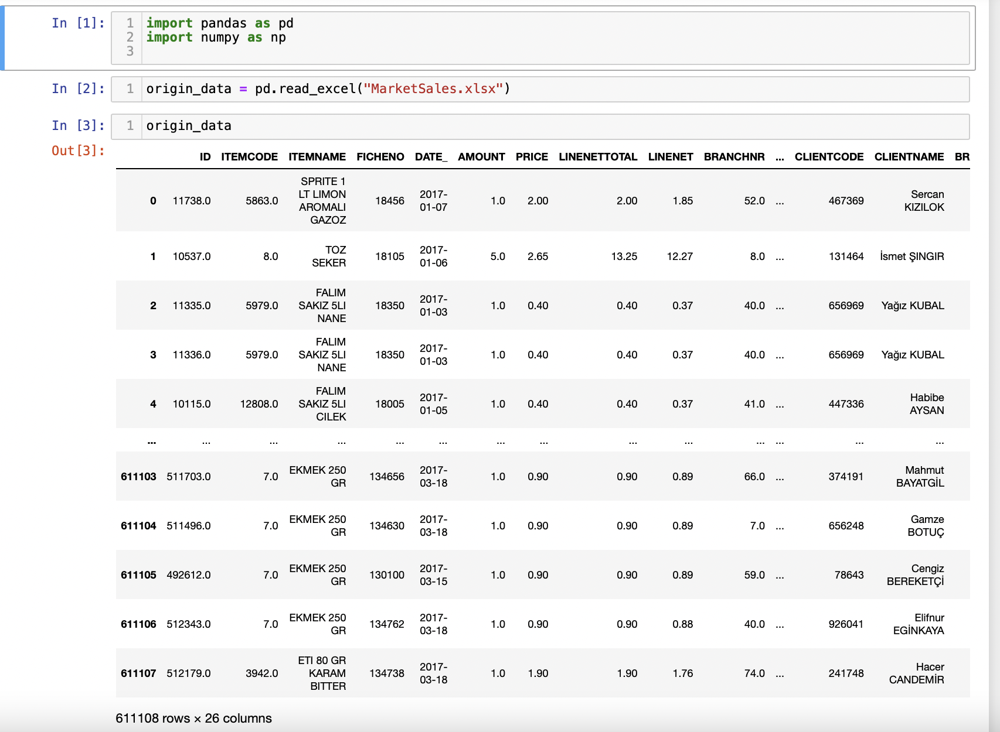 In [1]:
1 import pandas as pd
2 import numpy as np
3
In [2]:
1 origin_data = pd.read_excel("MarketSales.xlsx")
In [3]:
1 origin_data
Out[3]:
ID ITEMCODE ITEMNAME FICHENO DATE_ AMOUNT PRICE LINENETTOTAL LINENET BRANCHNR ... CLIENTCODE CLIENTNAME BR
0 11738.0 5863.0 SPRITE 1 LT LIMON AROMALI GAZOZ 18456 2017-01-07 1.0 2.00 2.00 1.85 52.0 ... 467369 Sercan KIZILOK
1 10537.0 8.0 TOZ SEKER 18105 2017-01-06 5.0 2.65 13.25 12.27 8.0 ... 131464 İsmet ŞINGIR
2 11335.0 5979.0 FALIM SAKIZ 5LI NANE 18350 2017-01-03 1.0 0.40 0.40 0.37 40.0 ... 656969 Yağız KUBAL
3 11336.0 5979.0 FALIM SAKIZ 5LI NANE 18350 2017-01-03 1.0 0.40 0.40 0.37 40.0 ... 656969 Yağız KUBAL
4 10115.0 12808.0 FALIM SAKIZ 5LI CILEK 18005 2017-01-05 1.0 0.40 0.40 0.37 41.0 ... 447336 Habibe AYSAN
... ... ... ... ... ... ... ... ... ... ... ... ... ...
611103 511703.0 7.0 EKMEK 250 GR 134656 2017-03-18 1.0 0.90 0.90 0.89 66.0 ... 374191 Mahmut BAYATGİL
611104 511496.0 7.0 EKMEK 250 GR 134630 2017-03-18 1.0 0.90 0.90 0.89 7.0 ... 656248 Gamze BOTUÇ
611105 492612.0 7.0 EKMEK 250 GR 130100 2017-03-15 1.0 0.90 0.90 0.89 59.0 ... 78643 Cengiz BEREKETÇİ
611106 512343.0 7.0 EKMEK 250 GR 134762 2017-03-18 1.0 0.90 0.90 0.88 40.0 ... 926041 Elifnur EGİNKAYA
611107 512179.0 3942.0 ETI 80 GR KARAM BITTER 134738 2017-03-18 1.0 1.90 1.90 1.76 74.0 ... 241748 Hacer CANDEMİR
611108 rows × 26 columns